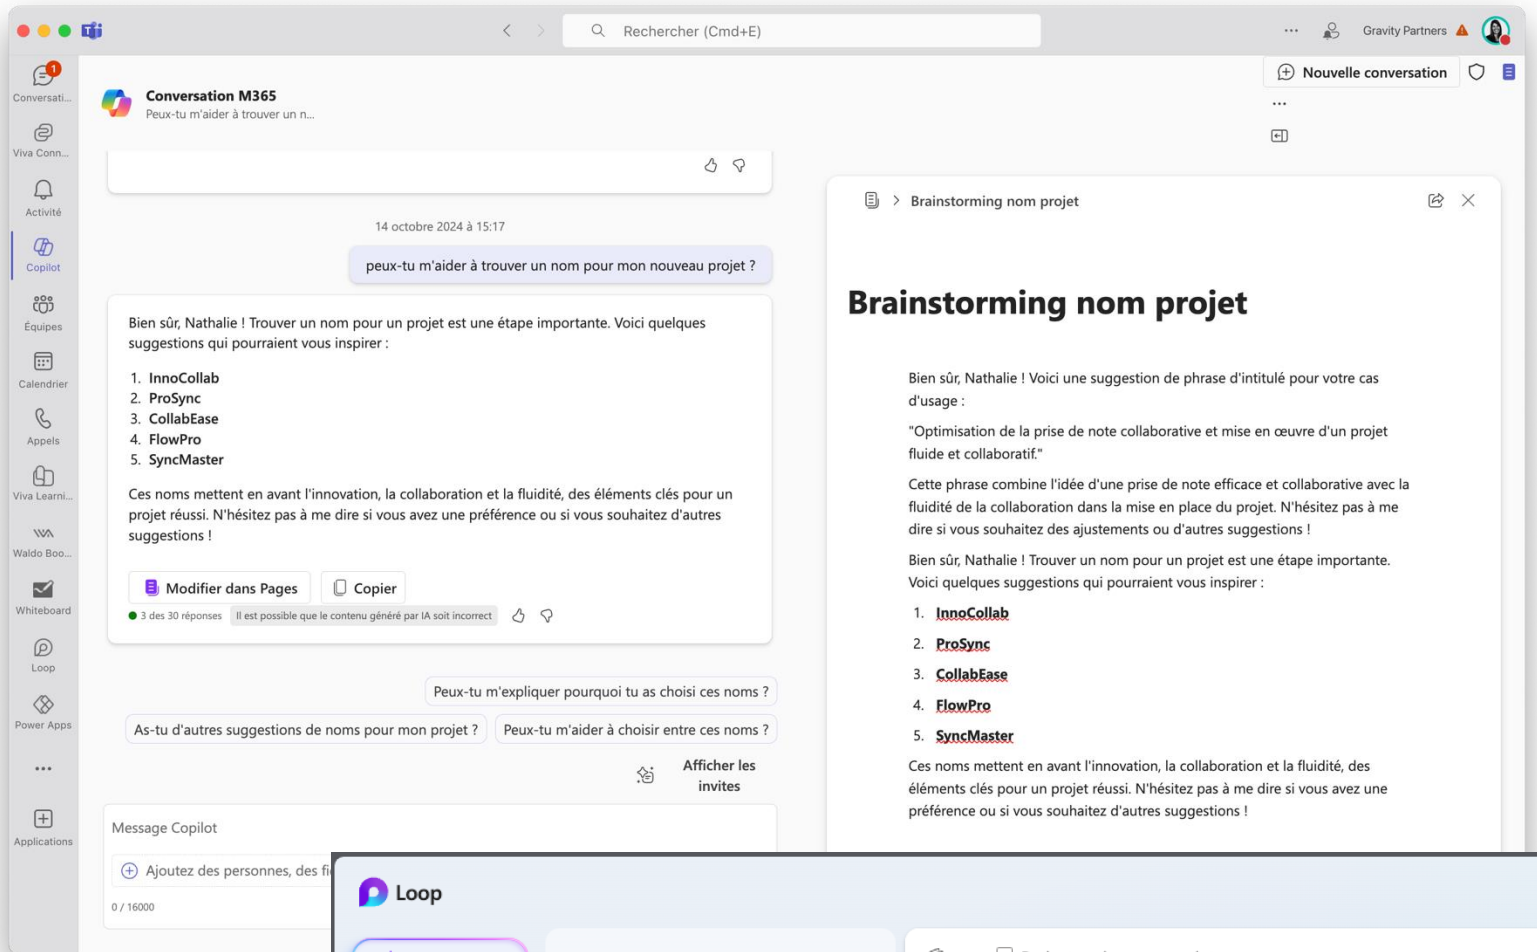 Rechercher (Cmd+E)
Gravity Partners
1
Conversati...
Viva Conn...
Activité
Copilot
Équipes
Calendrier
Appels
Viva Learni...
Waldo Boo...
Whiteboard
Loop
Power Apps
Applications
Conversation M365
Peux-tu m'aider à trouver un n...
Nouvelle conversation
14 octobre 2024 à 15:17
peux-tu m'aider à trouver un nom pour mon nouveau projet ?
Bien sûr, Nathalie ! Trouver un nom pour un projet est une étape importante. Voici quelques
suggestions qui pourraient vous inspirer :
1. InnoCollab
2. ProSync
3. CollabEase
4. FlowPro
5. SyncMaster
Ces noms mettent en avant l'innovation, la collaboration et la fluidité, des éléments clés pour un
projet réussi. N'hésitez pas à me dire si vous avez une préférence ou si vous souhaitez d'autres
suggestions !
Modifier dans Pages
Copier
3 des 30 réponses
Il est possible que le contenu généré par IA soit incorrect
Peux-tu m'expliquer pourquoi tu as choisi ces noms ?
As-tu d'autres suggestions de noms pour mon projet ?
Peux-tu m'aider à choisir entre ces noms ?
Afficher les
invites
Message Copilot
Ajoutez des personnes, des
0 / 16000
Brainstorming nom projet
Brainstorming nom projet
Bien sûr, Nathalie ! Voici une suggestion de phrase d'intitulé pour votre cas
d'usage :
"Optimisation de la prise de note collaborative et mise en œuvre d'un projet
fluide et collaboratif."
Cette phrase combine l'idée d'une prise de note efficace et collaborative avec la
fluidité de la collaboration dans la mise en place du projet. N'hésitez pas à me
dire si vous souhaitez des ajustements ou d'autres suggestions !
Bien sûr, Nathalie ! Trouver un nom pour un projet est une étape importante.
Voici quelques suggestions qui pourraient vous inspirer :
1. InnoCollab
2. ProSync
3. CollabEase
4. FlowPro
5. SyncMaster
Ces noms mettent en avant l'innovation, la collaboration et la fluidité, des
éléments clés pour un projet réussi. N'hésitez pas à me dire si vous avez une
préférence ou si vous souhaitez d'autres suggestions !
Loop